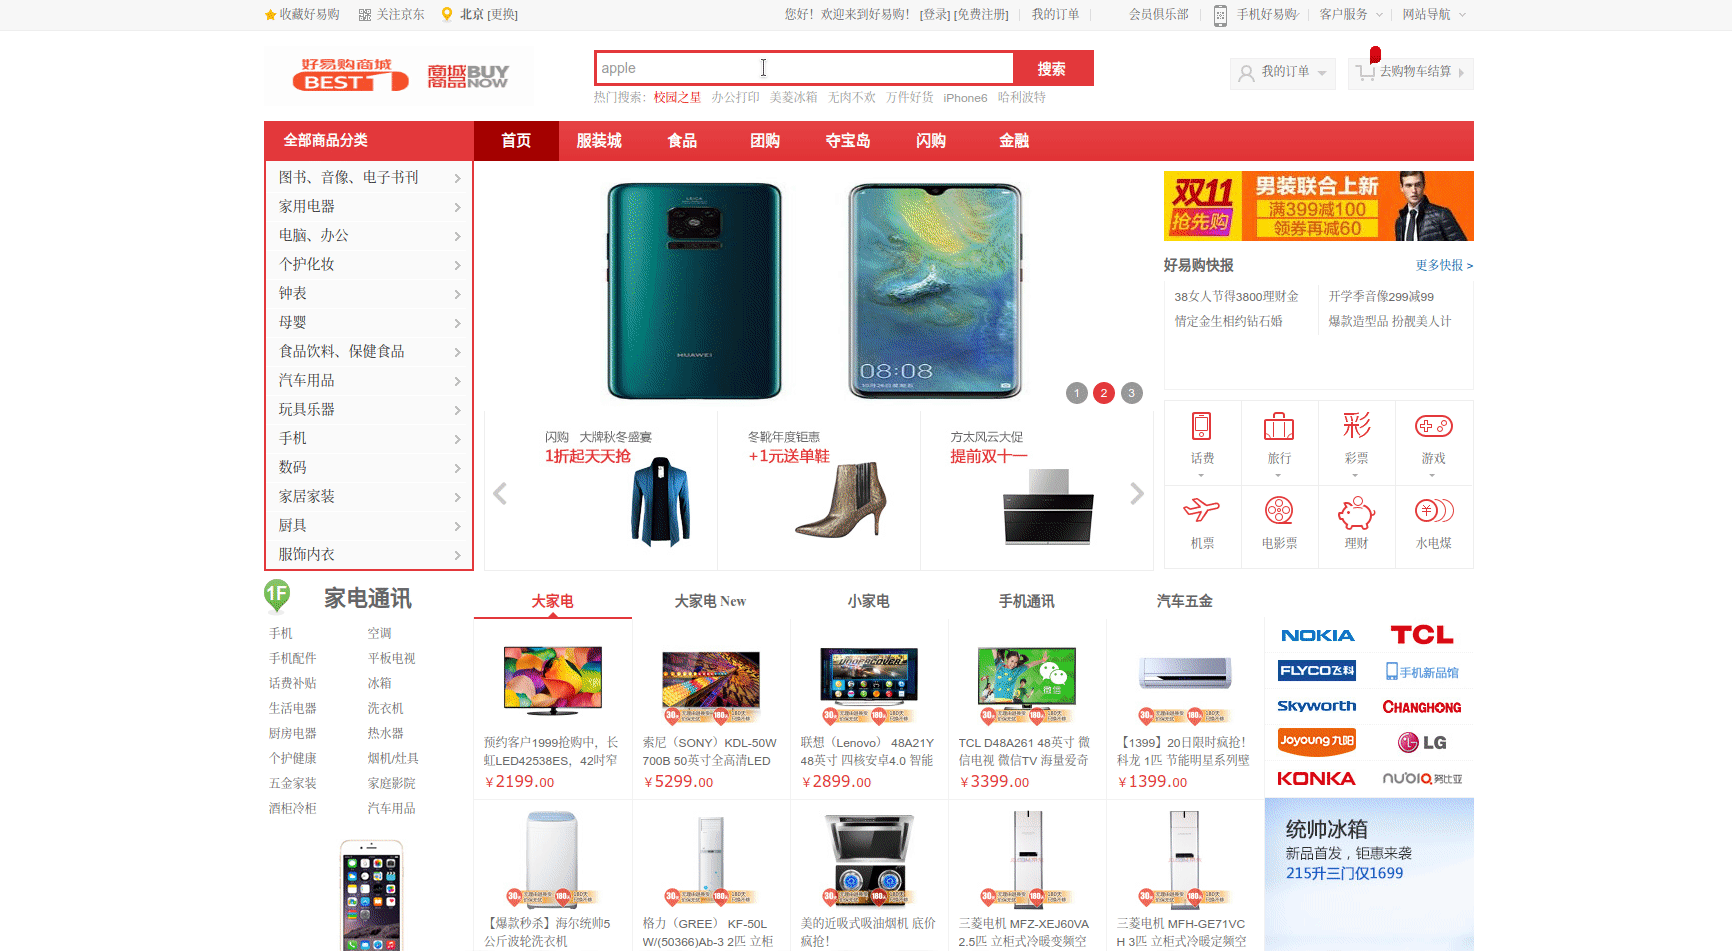 收藏好易购 关注京东 北京 [更换] 您好！欢迎来到好易购！ [登录] [免费注册] 我的订单 会员俱乐部 手机好易购 客户服务 网站导航
好易购商城
BEST 1
商城
商品
BUY
NOW
apple 搜索
热门搜索: 校园之星 办公打印 美菱冰箱 无肉不欢 万件好货 iPhone6 哈利波特
我的订单 去购物车结算
全部商品分类 首页 服装城 食品 团购 夺宝岛 闪购 金融
图书、音像、电子书刊
家用电器
电脑、办公
个护化妆
钟表
母婴
食品饮料、保健食品
汽车用品
玩具乐器
手机
数码
家居家装
厨具
服饰内衣
HUAWEI
08:08
1 2 3
闪购 大牌秋冬盛宴
1折起天天抢
冬靴年度钜惠
+1元送单鞋
方太风云大促
提前双十一
双11
抢先购
男装联合上新
满399减100
领券再减60
好易购快报 更多快报 >
38女人节得3800理财金 开学季音像299减99
情定金生相约钻石婚 爆款造型品 扮靓美人计
话费 旅行 彩票 游戏
机票 电影票 理财 水电煤
1F 家电通讯
手机 空调
手机配件 平板电视
话费补贴 冰箱
生活电器 洗衣机
厨房电器 热水器
个护健康 烟机/灶具
五金家装 家庭影院
酒柜冷柜 汽车用品
大家电 大家电 New 小家电 手机通讯 汽车五金
预约客户1999抢购中，长
虹LED42538ES，42吋窄
￥2199.00
索尼（SONY）KDL-50W
700B 50英寸全高清LED
￥5299.00
联想（Lenovo） 48A21Y
48英寸 四核安卓4.0 智能
￥2899.00
微信
TCL D48A261 48英寸 微
信电视 微信TV 海量爱奇
￥3399.00
【1399】20日限时疯抢！
科龙 1匹 节能明星系列壁
￥1399.00
【爆款秒杀】海尔统帅5
公斤波轮洗衣机
格力（GREE） KF-50L
W/(50366)Ab-3 2匹 立柜
美的近吸式吸油烟机 底价
疯抢！
三菱电机 MFZ-XEJ60VA
2.5匹 立柜式冷暖变频空
三菱电机 MFH-GE71VC
H 3匹 立柜式冷暖定频空
NOKIA TCL
FLYCO飞科 手机新品馆
Skyworth CHANGHONG
Joyoung九阳 LG
KONKA nubia努比亚
统帅冰箱
新品首发，钜惠来袭
215升三门仅1699